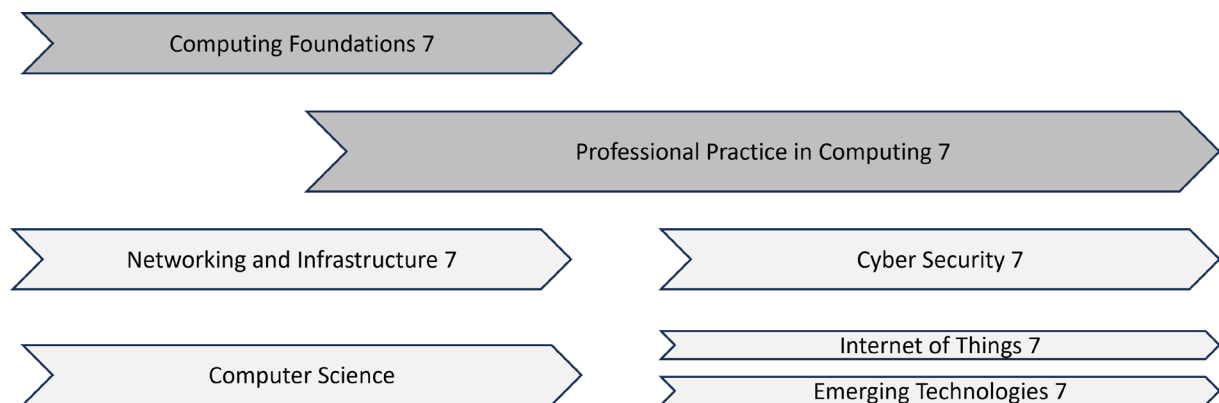 Computing Foundations 7
Professional Practice in Computing 7
Networking and Infrastructure 7
Cyber Security 7
Internet of Things 7
Computer Science
Emerging Technologies 7